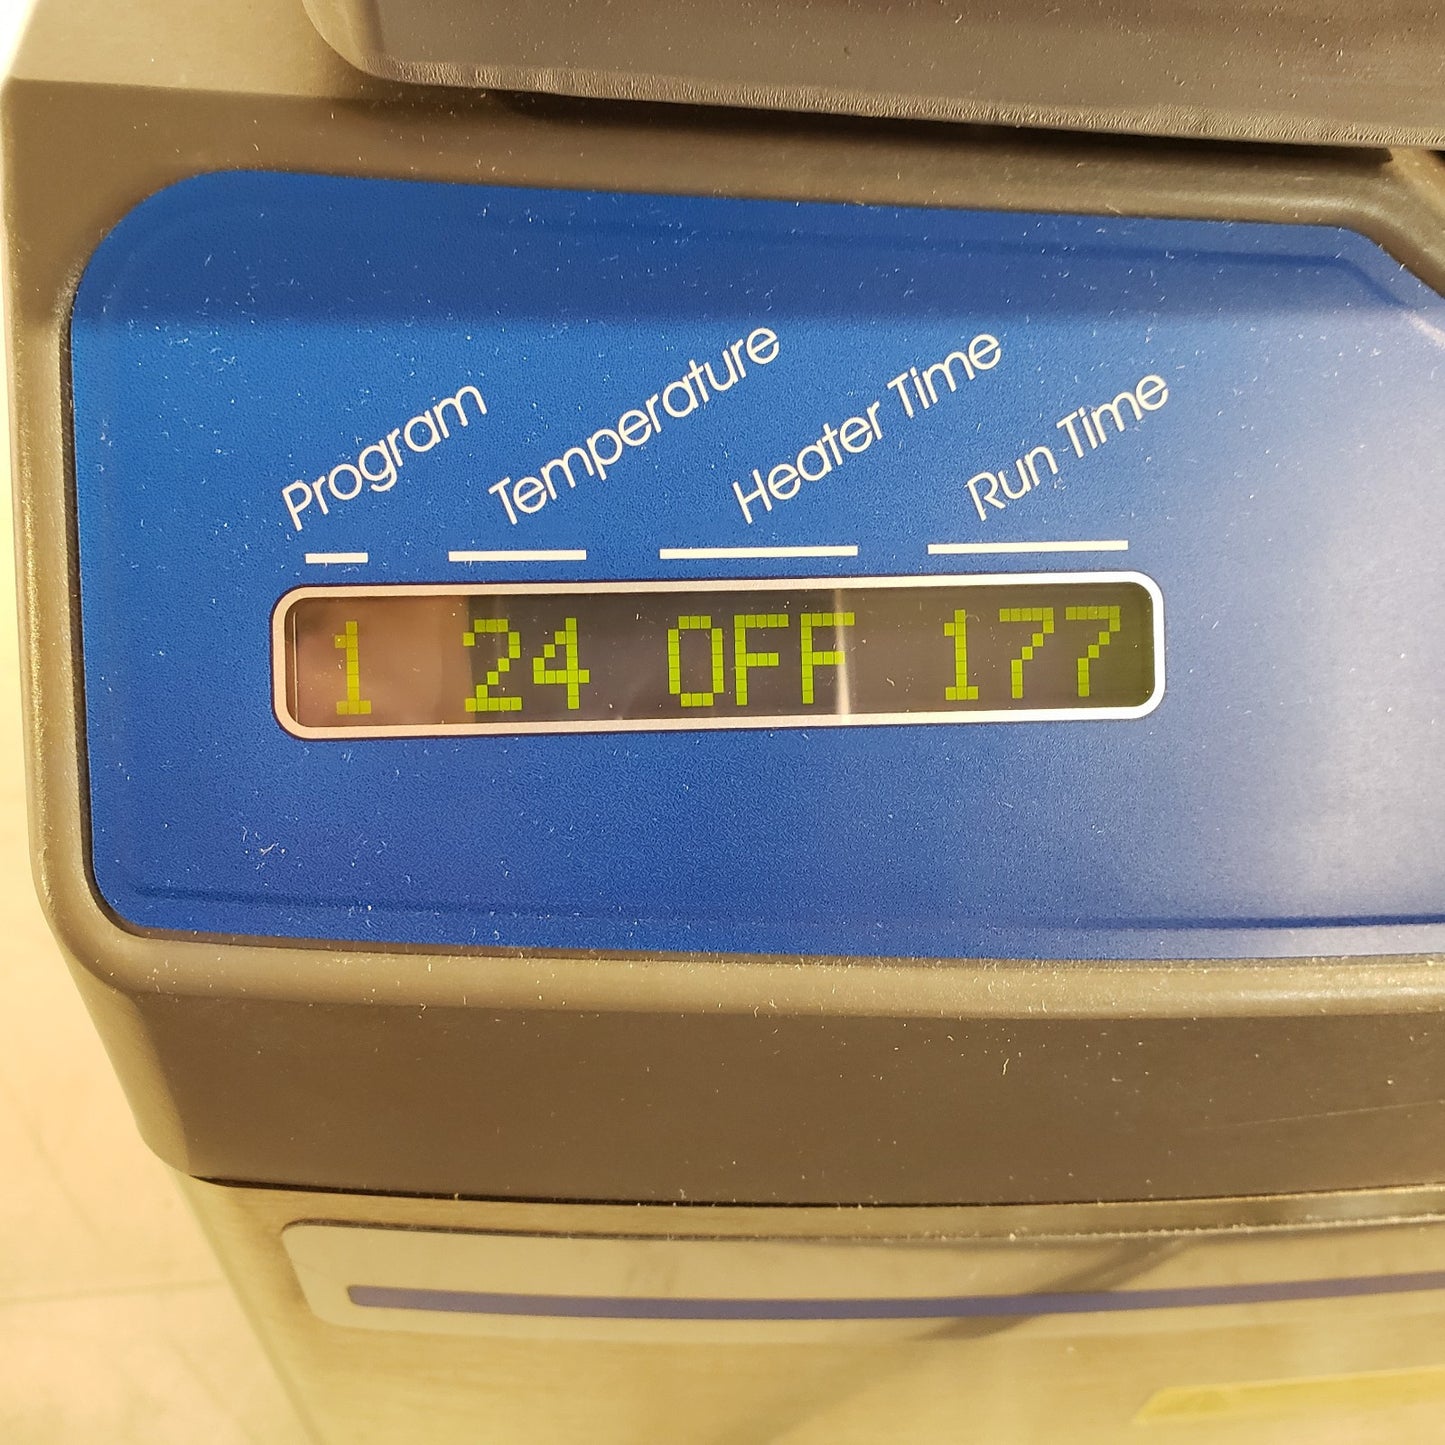 Program Temperature Heater Time Run Time
1 24 OFF 177